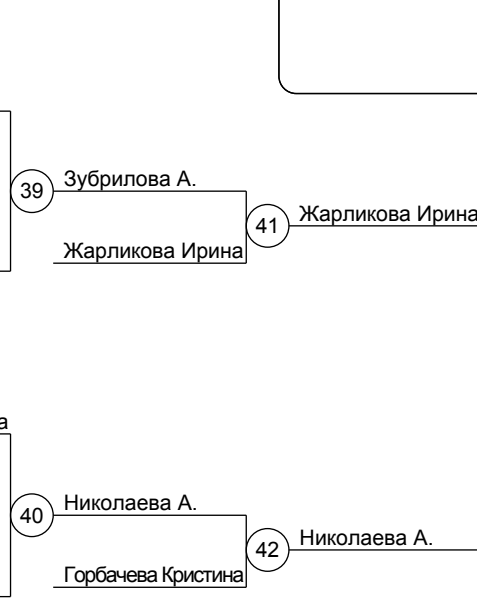 39
Зубрилова А.
41
Жарликова Ирина
Жарликова Ирина
а
40
Николаева А.
42
Николаева А.
Горбачева Кристина